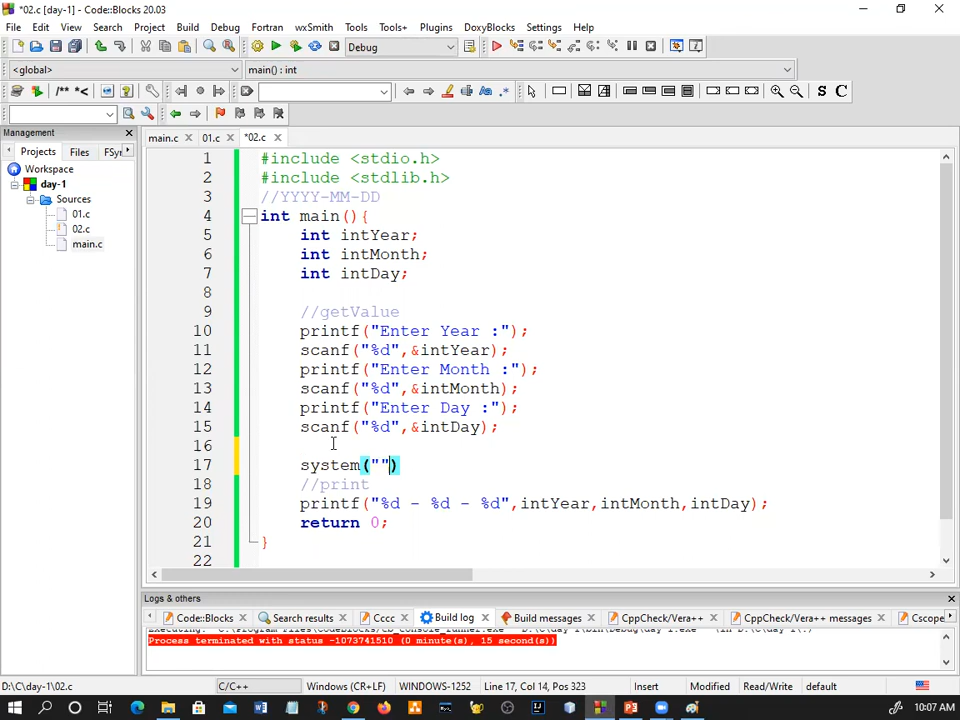 *02.c [day-1] - Code::Blocks 20.03
File Edit View Search Project Build Debug Fortran wxSmith Tools Tools+ Plugins DoxyBlocks Settings Help
Debug
<global> main() : int
/** *<
S C
Management
Projects Files FSyı
main.c 01.c *02.c
Workspace
day-1
Sources
01.c
02.c
main.c
1 #include <stdio.h>
2 #include <stdlib.h>
3 //YYYY-MM-DD
4 int main(){
5 int intYear;
6 int intMonth;
7 int intDay;
8
9 //getValue
10 printf("Enter Year :");
11 scanf("%d",&intYear);
12 printf("Enter Month :");
13 scanf("%d",&intMonth);
14 printf("Enter Day :");
15 scanf("%d",&intDay);
16
17 system("")
18 //print
19 printf("%d - %d - %d",intYear,intMonth,intDay);
20 return 0;
21 }
22
Logs & others
Code::Blocks Search results Cccc Build log Build messages CppCheck/Vera++ CppCheck/Vera++ messages Cscope
Process terminated with status -1073741510 (0 minute(s), 15 second(s))
D:\C\day-1\02.c C/C++ Windows (CR+LF) WINDOWS-1252 Line 17, Col 14, Pos 323 Insert Modified Read/Write default
10:07 AM